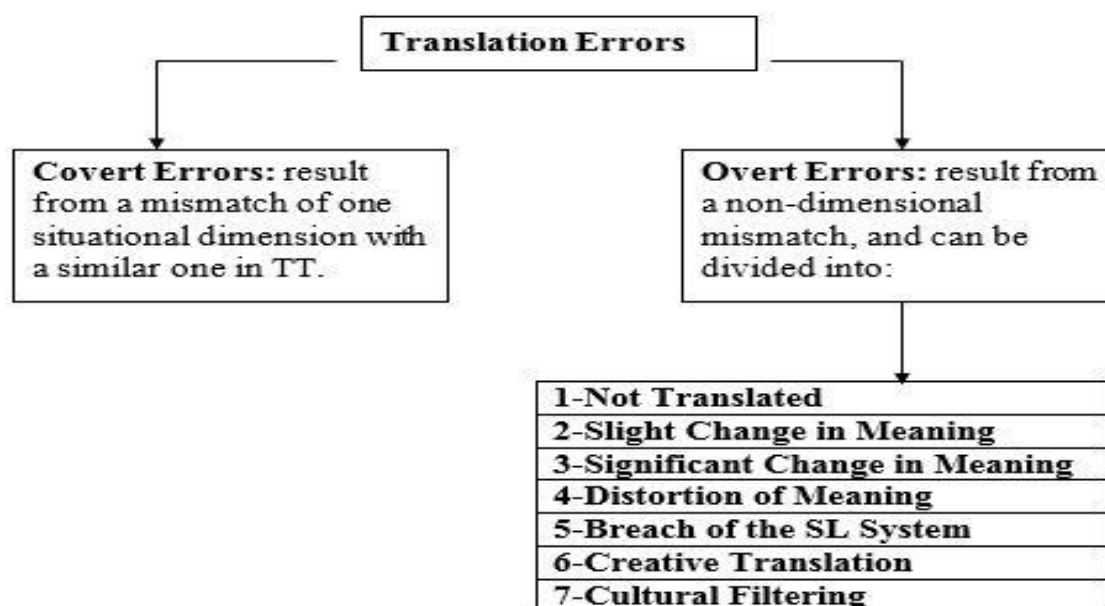 Translation Errors
Covert Errors: result
from a mismatch of one
situational dimension with
a similar one in TT.
Overt Errors: result from
a non-dimensional
mismatch, and can be
divided into:
1-Not Translated
2-Slight Change in Meaning
3-Significant Change in Meaning
4-Distortion of Meaning
5-Breach of the SL System
6-Creative Translation
7-Cultural Filtering